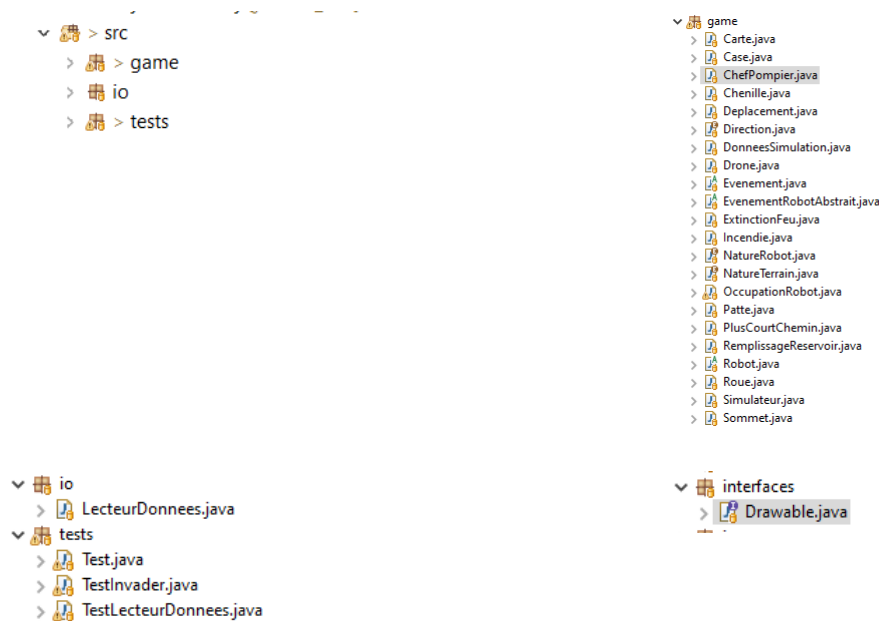 > src
> game
io
> tests
game
Carte.java
Case.java
ChefPompier.java
Chenille.java
Deplacement.java
Direction.java
DonneesSimulation.java
Drone.java
Evenement.java
EvenementRobotAbstrait.java
ExtinctionFeu.java
Incendie.java
NatureRobot.java
NatureTerrain.java
OccupationRobot.java
Patte.java
PlusCourtChemin.java
RemplissageReservoir.java
Robot.java
Roue.java
Simulateur.java
Sommet.java
io
LecteurDonnees.java
tests
Test.java
TestInvader.java
TestLecteurDonnees.java
interfaces
Drawable.java